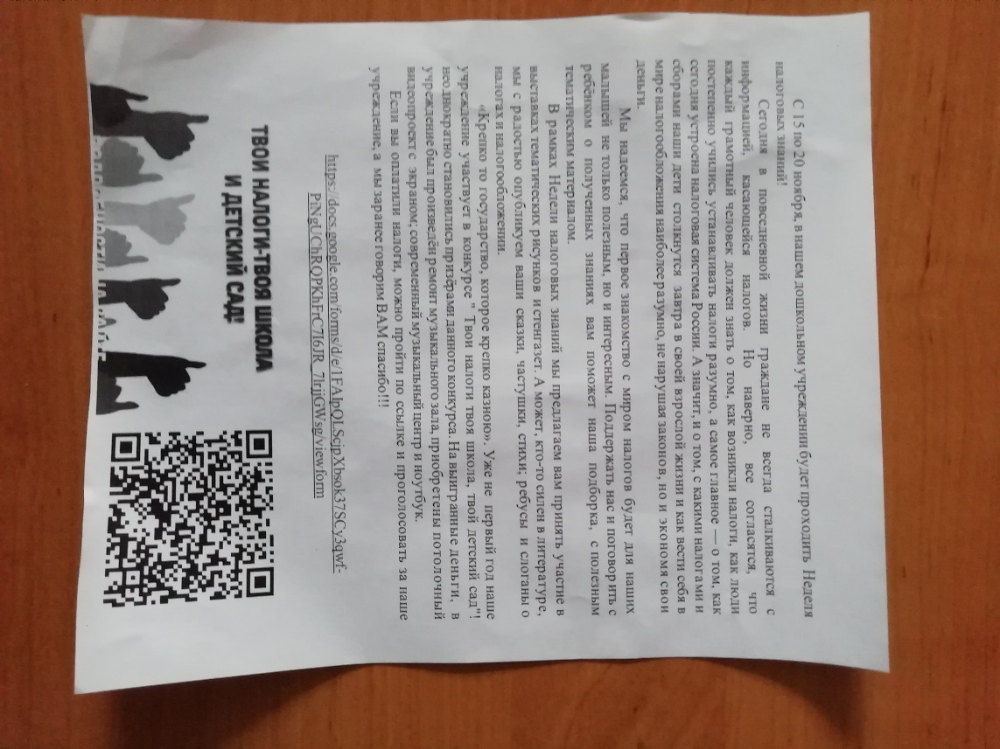 С 15 по 20 ноября, в нашем дошкольном учреждении будет проходить Неделя
налоговых знаний!
Сегодня в повседневной жизни граждане не всегда сталкиваются с
информацией, касающейся налогов. Но наверно, все согласятся, что
каждый грамотный человек должен знать о том, как возникли налоги, как люди
постепенно учились устанавливать налоги разумно, а самое главное — о том, как
сегодня устроена налоговая система России. А значит, и о том, с какими налогами и
сборами наши дети столкнутся завтра в своей взрослой жизни и как вести себя в
мире налогообложения наиболее разумно, не нарушая законов, но и экономя свои
деньги.
Мы надеемся, что первое знакомство с миром налогов будет для наших
малышей не только полезным, но и интересным. Поддержать нас и поговорить с
ребёнком о полученных знаниях вам поможет наша подборка, с полезным
тематическим материалом.
В рамках Недели налоговых знаний мы предлагаем вам принять участие в
выставках тематических рисунков и стенгазет. А может, кто-то силен в литературе,
мы с радостью опубликуем ваши сказки, частушки, стихи, ребусы и слоганы о
налогах и налогообложении.
«Крепко то государство, которое крепко казною». Уже не первый год наше
учреждение участвует в конкурсе " Твои налоги твоя школа, твой детский сад"!
неоднократно становились призёрами данного конкурса. На выигранные деньги, в
учреждение был произведён ремонт музыкального зала, приобретены потолочный
видеопроект с экраном; современный музыкальный центр и ноутбук.
Если вы оплатили налоги, можно пройти по ссылке и проголосовать за наше
учреждение, а мы заранее говорим ВАМ спасибо!!!
https://docs.google.com/forms/d/e/1FAIpQLScjpXbsok37SCy3qwf-
PiNgUChRQPKhFrC7I6JR_7lrjjGWsg/viewform
ТВОИ НАЛОГИ-ТВОЯ ШКОЛА
И ДЕТСКИЙ САД!